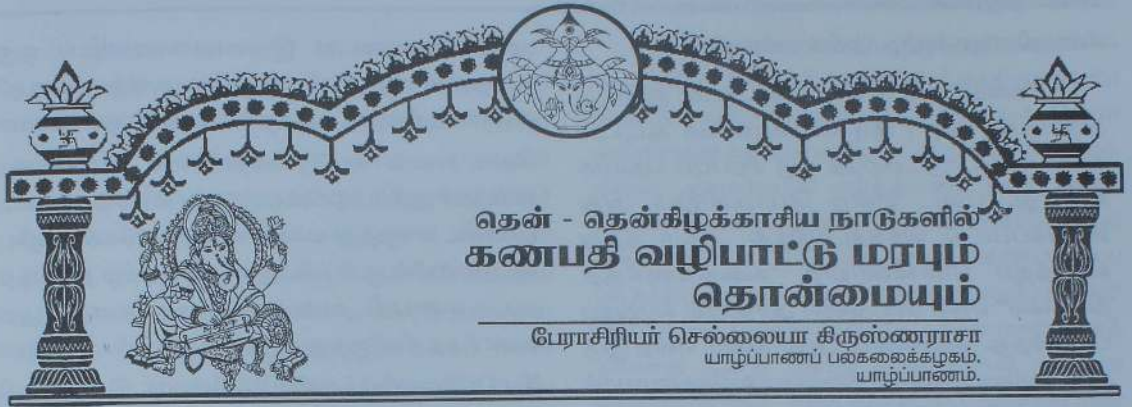 தென் - தென்கிழக்காசிய நாடுகளில்
கணபதி வழிபாட்டு மரபும்
தொன்மையும்
பேராசிரியர் செல்லையா கிருஸ்ணராசா
யாழ்ப்பாணப் பல்கலைக்கழகம்.
யாழ்ப்பாணம்.